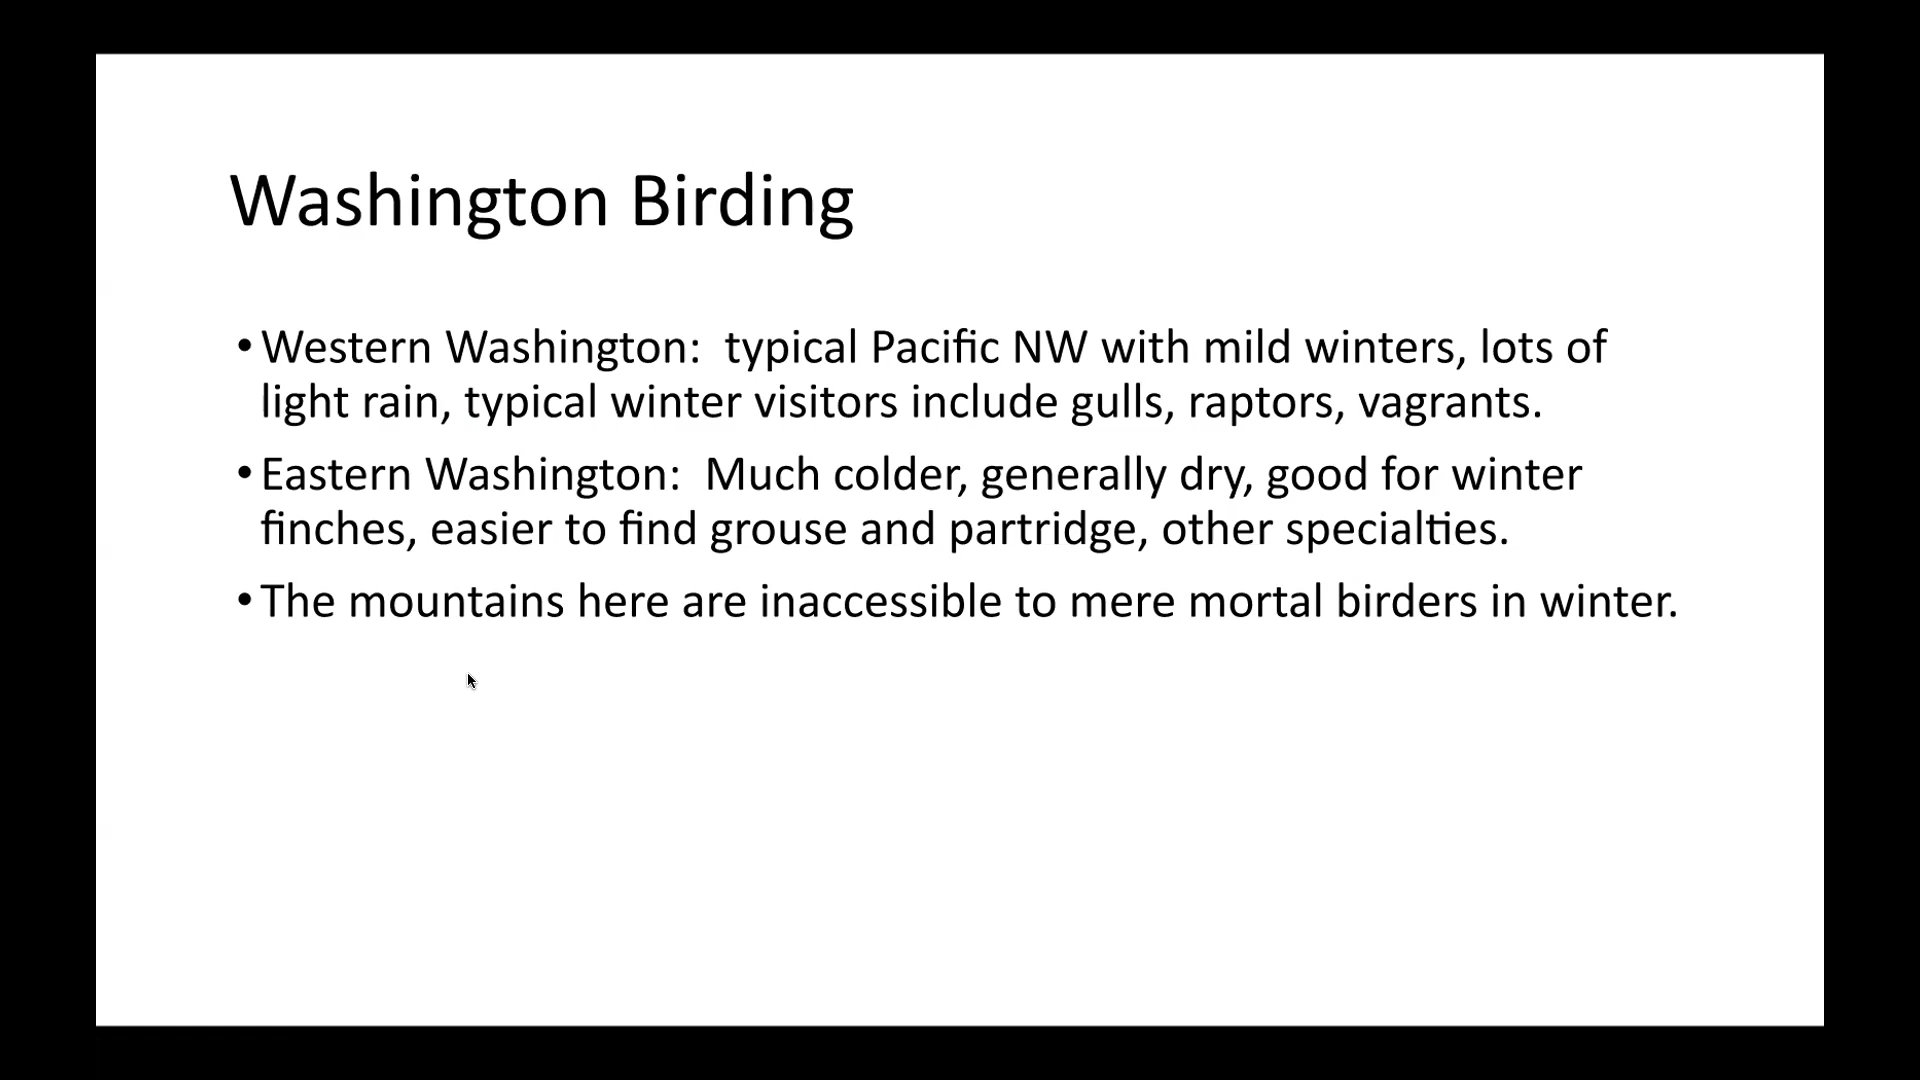 Washington Birding
• Western Washington:  typical Pacific NW with mild winters, lots of
light rain, typical winter visitors include gulls, raptors, vagrants.
• Eastern Washington:  Much colder, generally dry, good for winter
finches, easier to find grouse and partridge, other specialties.
• The mountains here are inaccessible to mere mortal birders in winter.